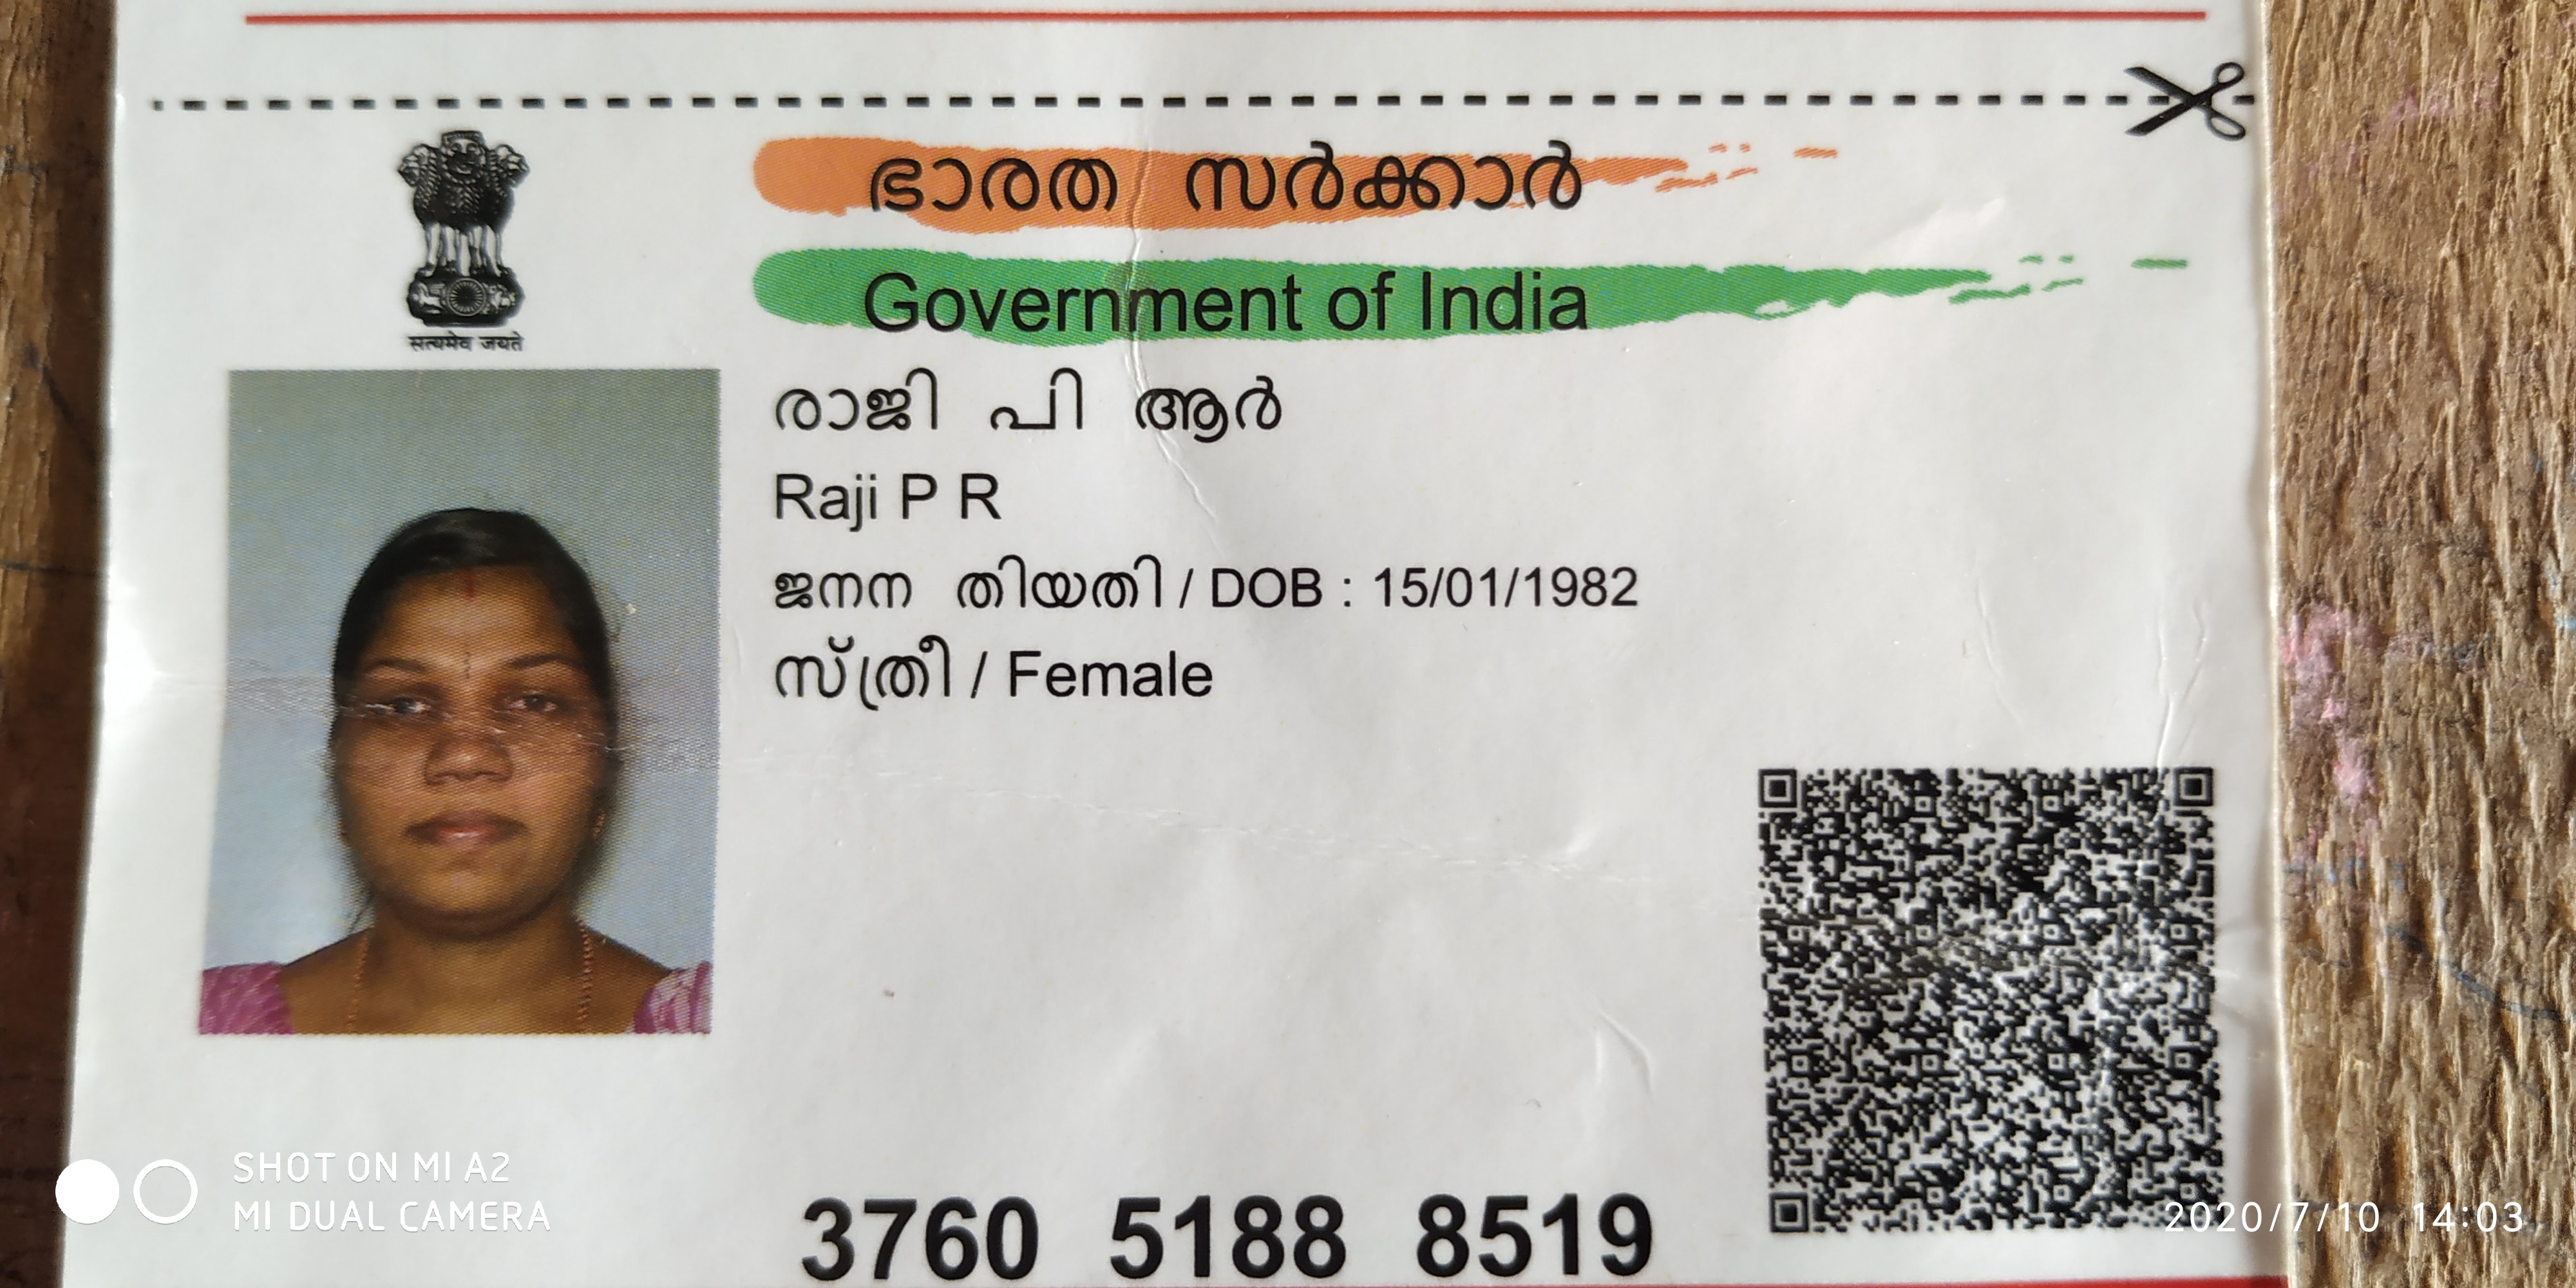 ഭാരത സർക്കാർ
Government of India
सत्यमेव जयते
രാജി പി ആർ
Raji P R
ജനന തിയതി / DOB : 15/01/1982
സ്ത്രീ / Female
3760 5188 8519
SHOT ON MI A2
MI DUAL CAMERA
2020/7/10 14:03